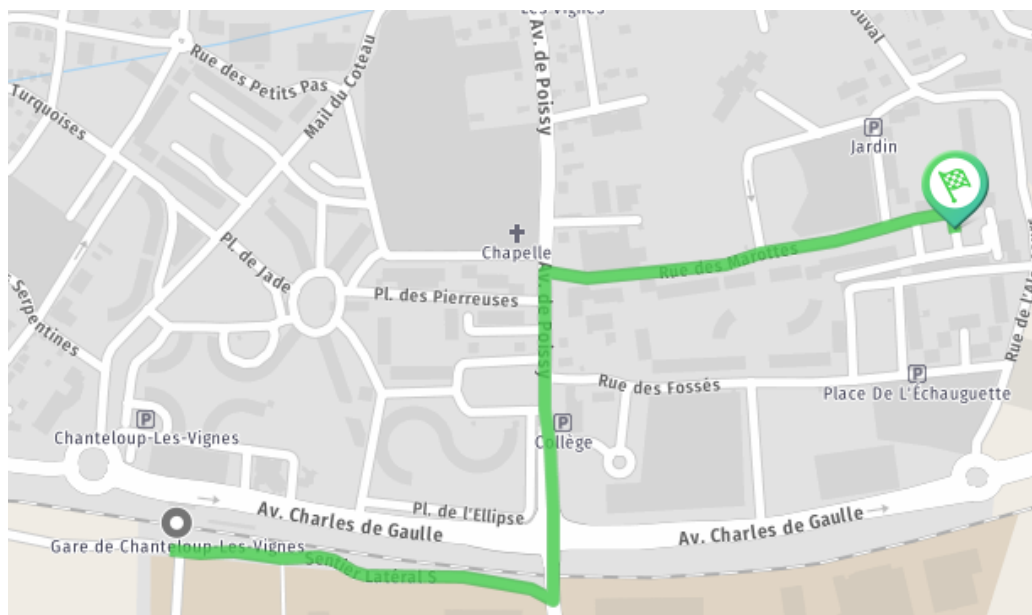 Les Vignes
Av. de Poissy
Rue des Petits Pas
Mail du Coteau
Turquoises
P
Jardin
Chapelle
Rue des Marottes
Pl. de Jade
Pl. des Pierreuses
Av. de Poissy
Serpentines
Rue des Fossés
P
Place De L'Échauguette
P
Chanteloup-Les-Vignes
P
Collège
Pl. de l'Ellipse
Av. Charles de Gaulle
Av. Charles de Gaulle
Gare de Chanteloup-Les-Vignes
Sentier Latéral S